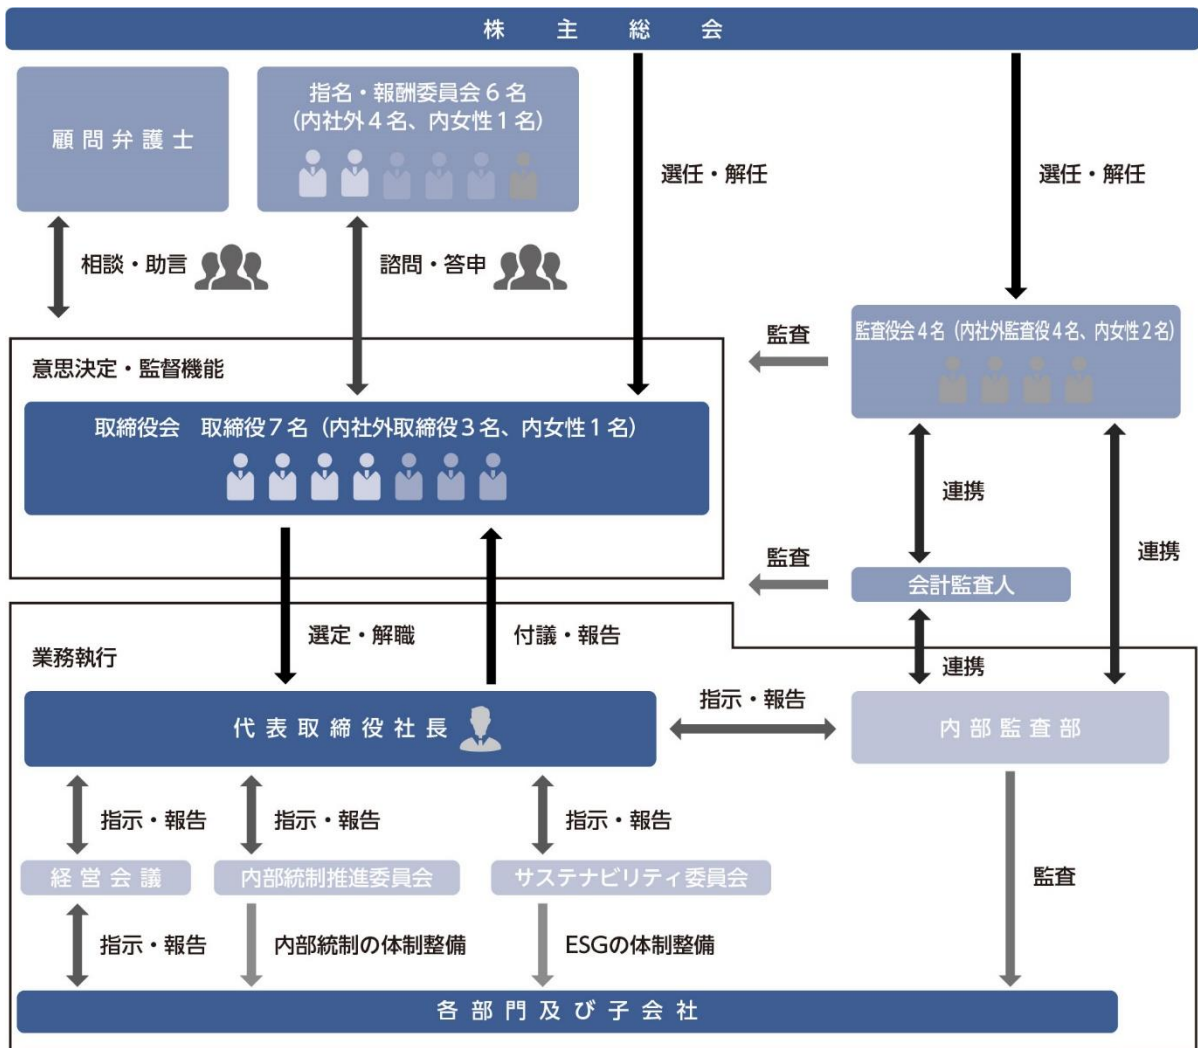 株主総会
顧問弁護士
指名・報酬委員会6名
(内社外4名、内女性1名)
選任・解任
選任・解任
相談・助言
諮問・答申
監査役会4名(内社外監査役4名、内女性2名)
監査
意思決定・監督機能
取締役会 取締役7名(内社外取締役3名、内女性1名)
連携
連携
監査
会計監査人
選定・解職
付議・報告
業務執行
連携
指示・報告
代表取締役社長
内部監査部
指示・報告
指示・報告
指示・報告
経営会議
内部統制推進委員会
サステナビリティ委員会
監査
指示・報告
内部統制の体制整備
ESGの体制整備
各部門及び子会社